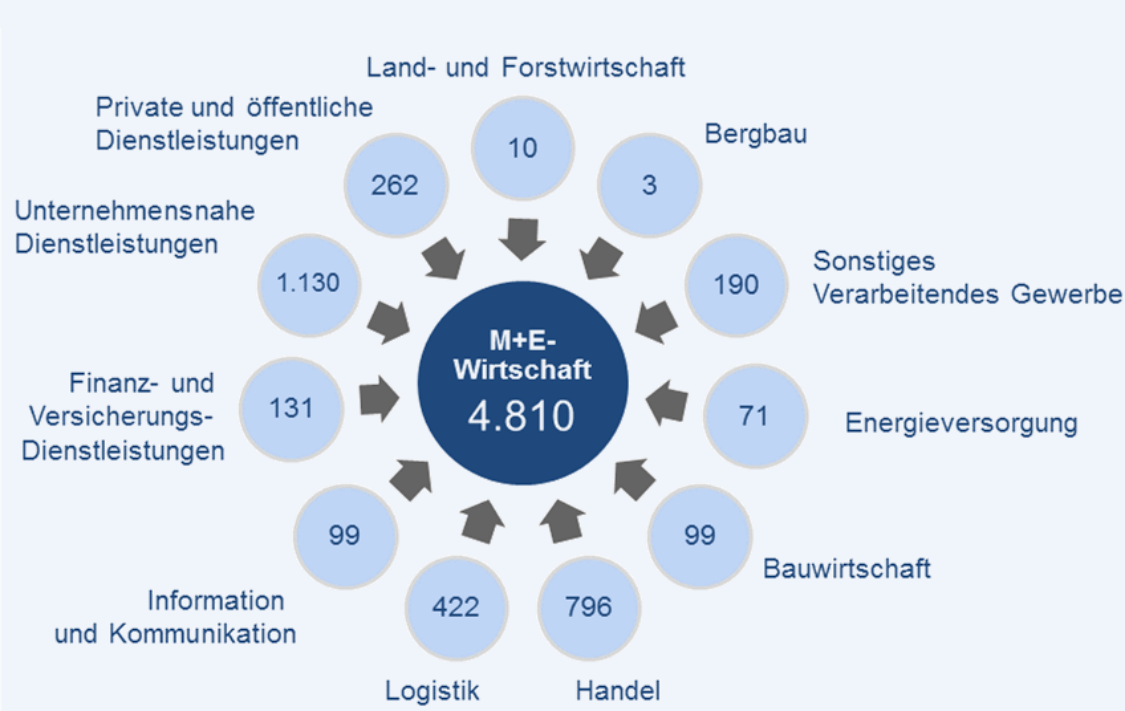 Land- und Forstwirtschaft
10
Bergbau
3
Sonstiges
Verarbeitendes Gewerbe
190
Energieversorgung
71
Bauwirtschaft
99
Handel
796
Logistik
422
Information
und Kommunikation
99
Finanz- und
Versicherungs-
Dienstleistungen
131
Unternehmensnahe
Dienstleistungen
1.130
Private und öffentliche
Dienstleistungen
262
M+E-
Wirtschaft
4.810